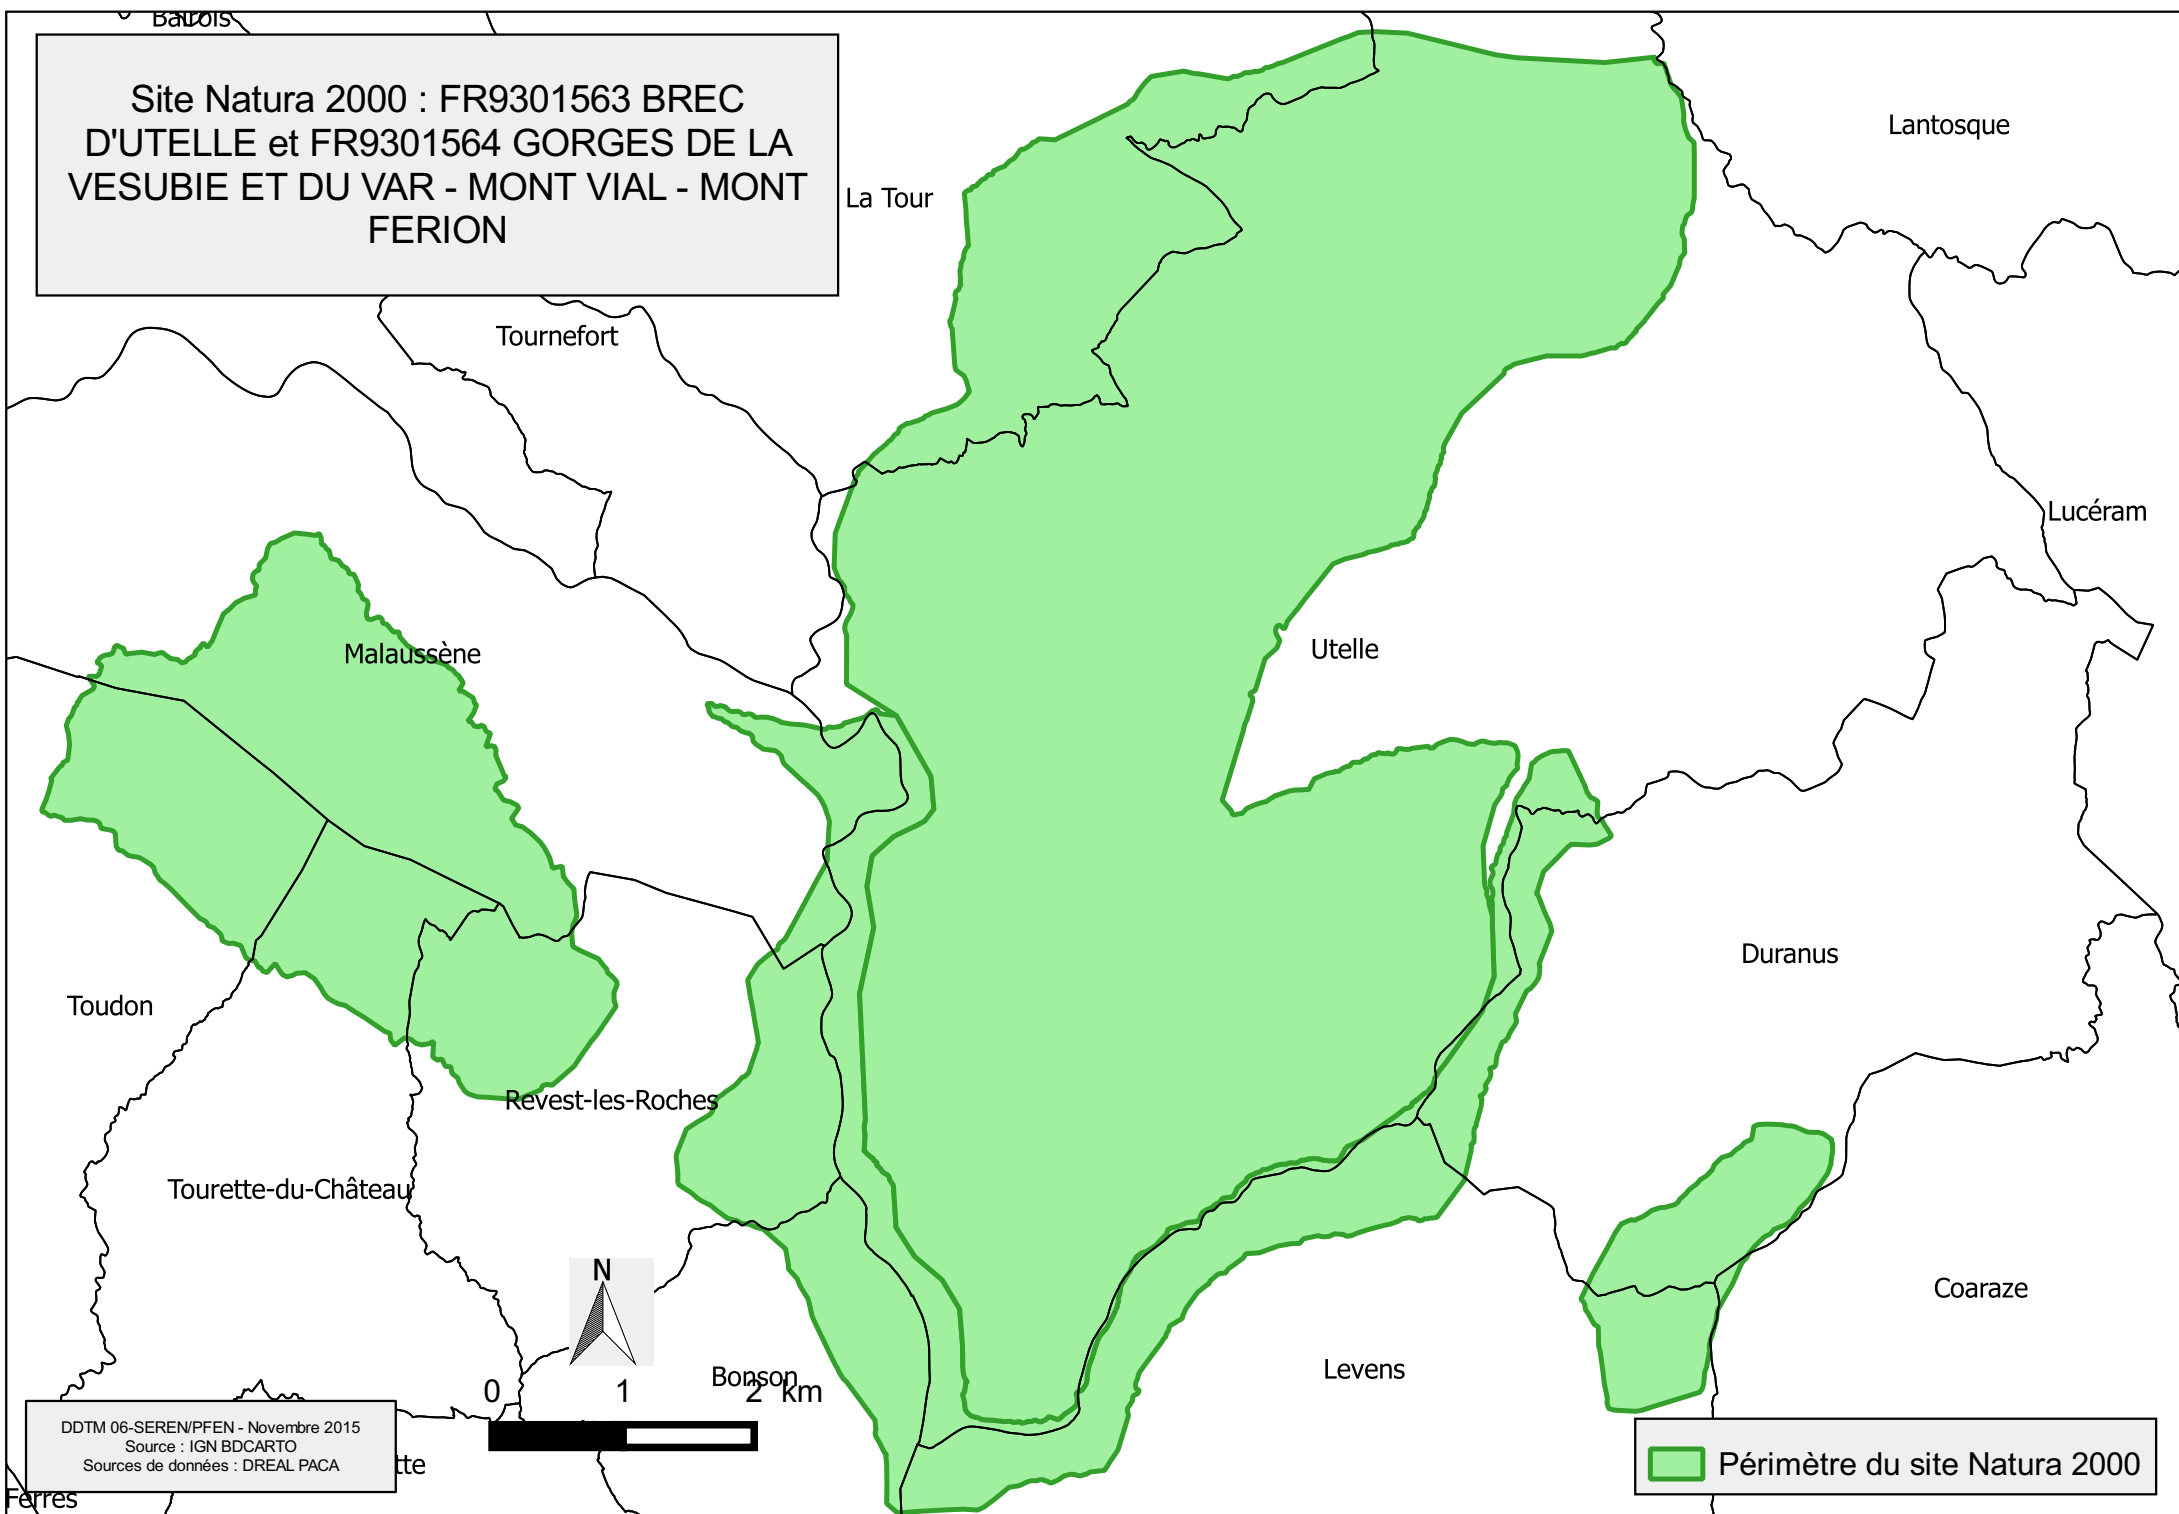 Bairols
Site Natura 2000 : FR9301563 BREC
D'UTELLE et FR9301564 GORGES DE LA
VESUBIE ET DU VAR - MONT VIAL - MONT
FERION
Lantosque
La Tour
Tournefort
Lucéram
Utelle
Malaussène
Duranus
Toudon
Revest-les-Roches
Tourette-du-Château
N
Coaraze
Levens
Bonson
0 1 2 km
DDTM 06-SEREN/PFEN - Novembre 2015
Source : IGN BDCARTO
Sources de données : DREAL PACA
tte
Périmètre du site Natura 2000
Ferres